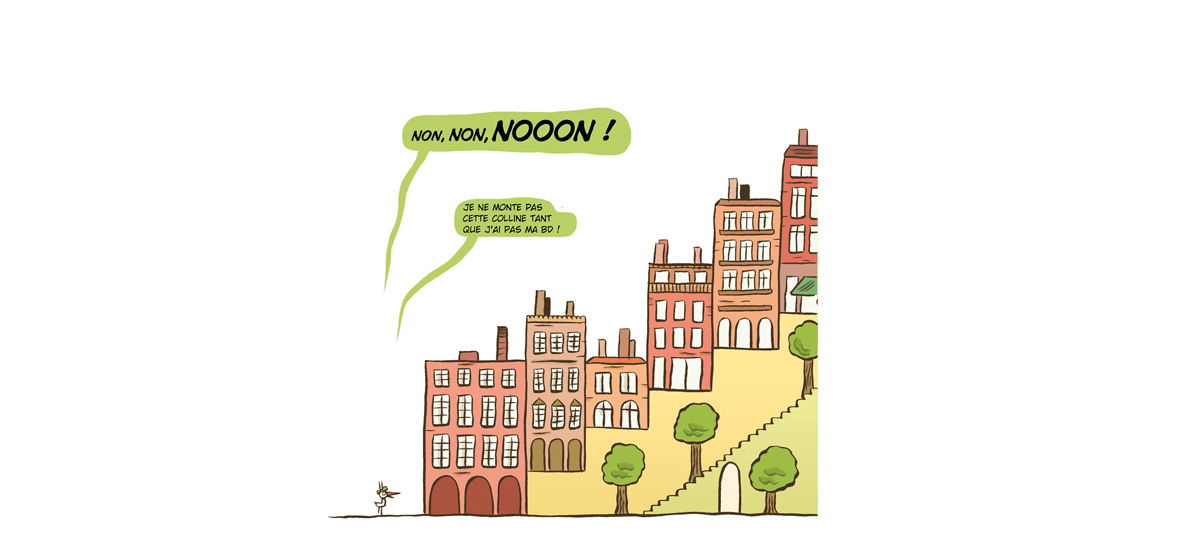 NON, NON, NOOON !
JE NE MONTE PAS
CETTE COLLINE TANT
QUE J'AI PAS MA BD !